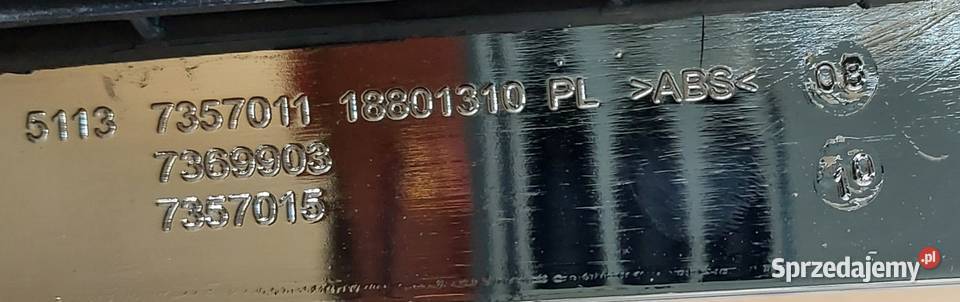 5113 7357011 18801310 PL >ABS< 08
7369903 10
7357015
Sprzedajemy.pl